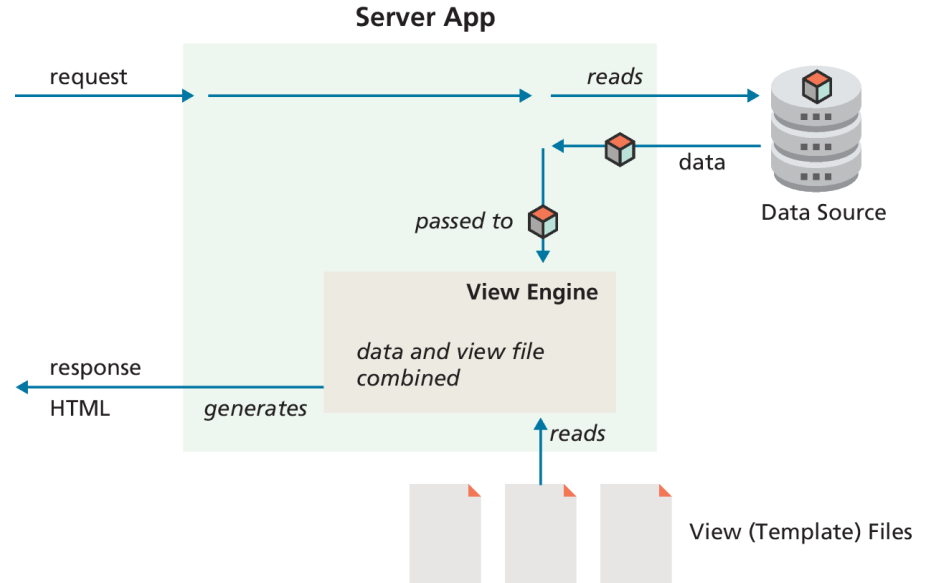 Server App
request
reads
data
Data Source
passed to
View Engine
data and view file
combined
response
HTML
generates
reads
View (Template) Files